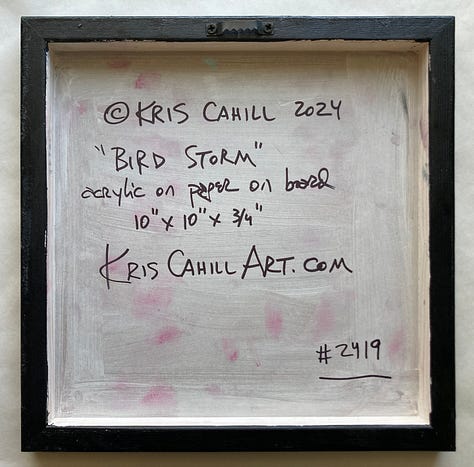 © KRIS CAHILL 2024
"BIRD STORM"
acrylic on paper on board
10" x 10" x 3/4"
KRIS CAHILL ART.COM
#2419